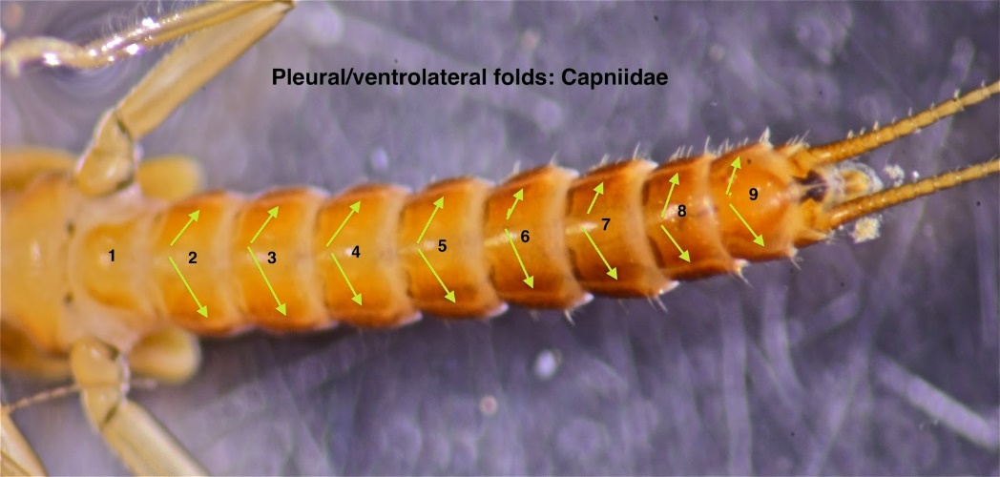 Pleural/ventrolateral folds: Capniidae
1 2 3 4 5 6 7 8 9